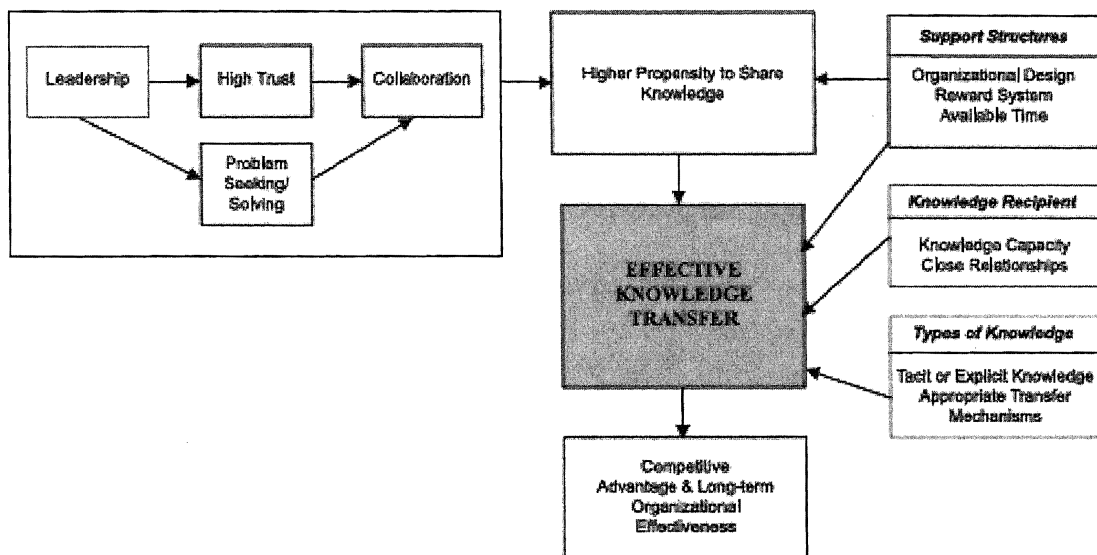 Leadership
High Trust
Collaboration
Problem
Seeking/
Solving
Higher Propensity to Share
Knowledge
Support Structures
Organizational Design
Reward System
Available Time
EFFECTIVE
KNOWLEDGE
TRANSFER
Knowledge Recipient
Knowledge Capacity
Close Relationships
Types of Knowledge
Tacit or Explicit Knowledge
Appropriate Transfer
Mechanisms
Competitive
Advantage & Long-term
Organizational
Effectiveness